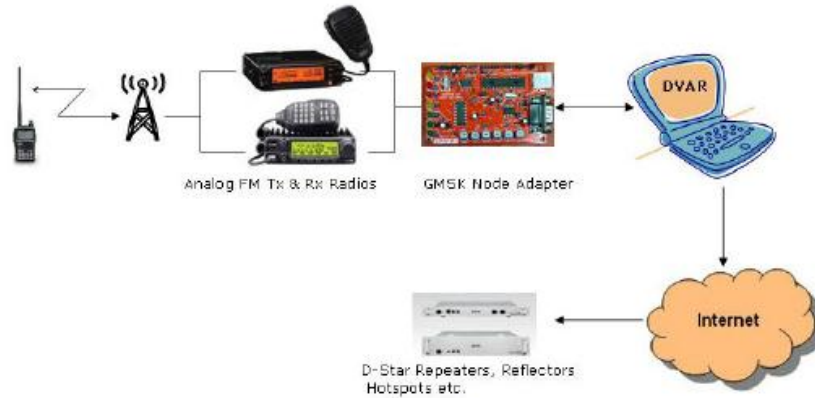 DVAR
Analog FM Tx & Rx Radios
GMSK Node Adapter
Internet
D-Star Repeaters, Reflectors
Hotspots etc.